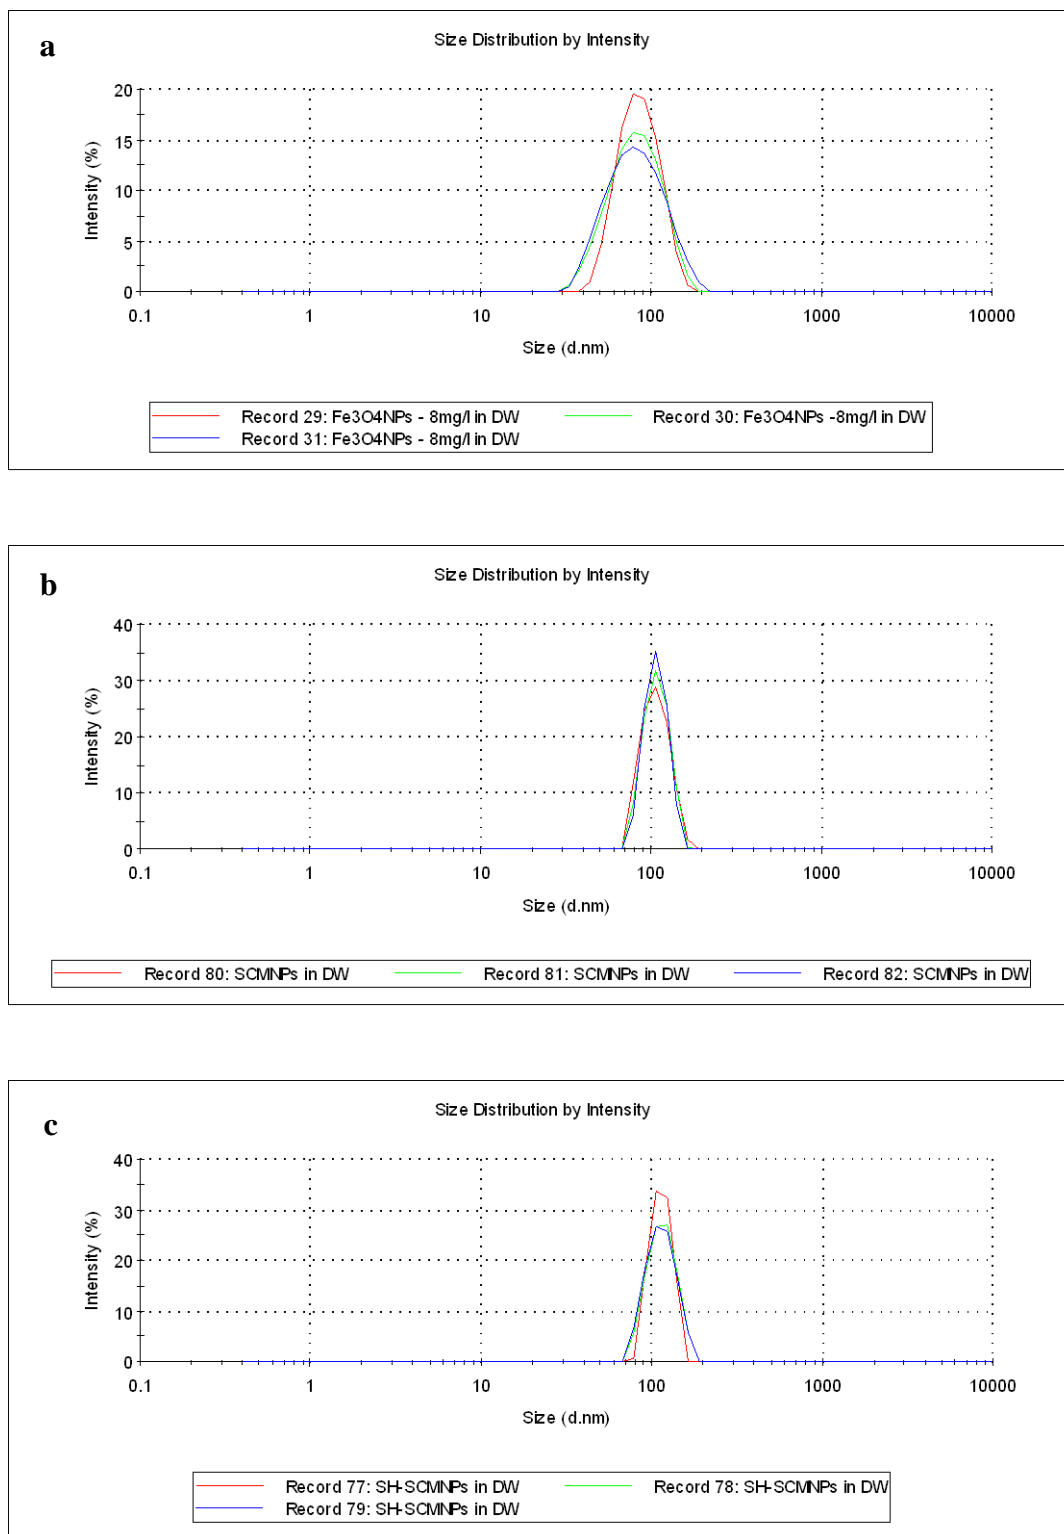 a
Size Distribution by Intensity
20
15
10
5
0
Intensity (%)
0.1 1 10 100 1000 10000
Size (d.nm)
Record 29: Fe3O4NPs - 8mg/l in DW Record 30: Fe3O4NPs -8mg/l in DW
Record 31: Fe3O4NPs - 8mg/l in DW
b
Size Distribution by Intensity
40
30
20
10
0
Intensity (%)
0.1 1 10 100 1000 10000
Size (d.nm)
Record 80: SCMNPs in DW Record 81: SCMNPs in DW Record 82: SCMNPs in DW
c
Size Distribution by Intensity
40
30
20
10
0
Intensity (%)
0.1 1 10 100 1000 10000
Size (d.nm)
Record 77: SH-SCMNPs in DW Record 78: SH-SCMNPs in DW
Record 79: SH-SCMNPs in DW